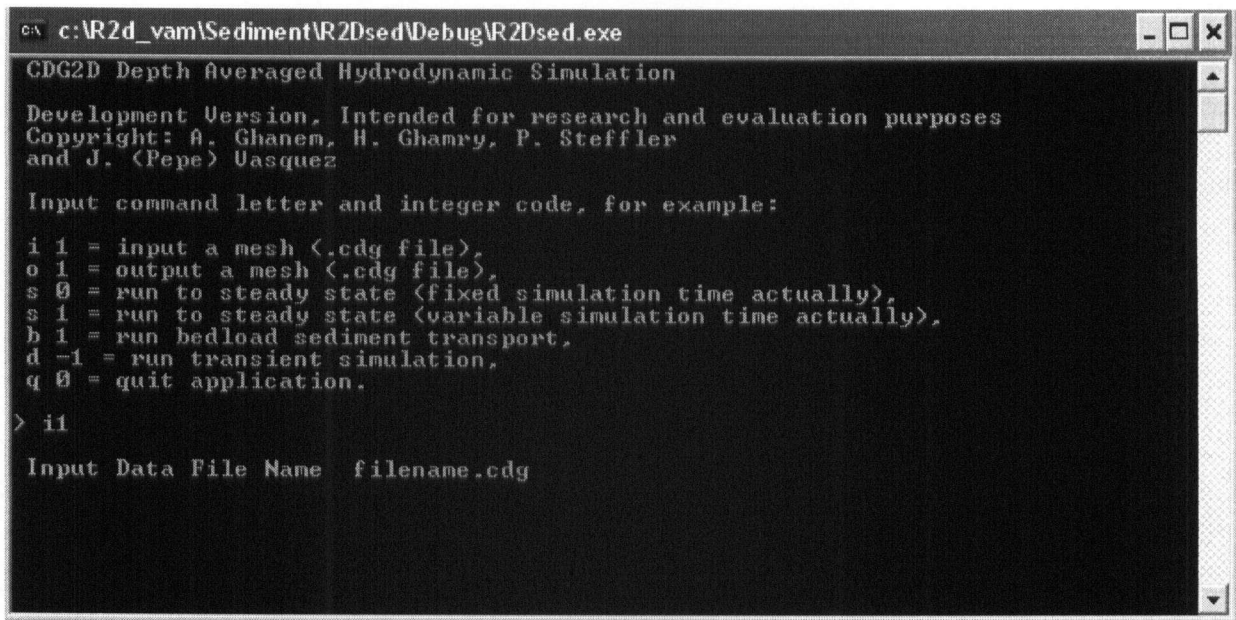 c:\R2d_vam\Sediment\R2Dsed\Debug\R2Dsed.exe
CDG2D Depth Averaged Hydrodynamic Simulation
Development Version, Intended for research and evaluation purposes
Copyright: A. Ghanem, H. Ghamry, P. Steffler
and J. (Pepe) Vasquez
Input command letter and integer code, for example:
i 1 = input a mesh (.cdg file),
o 1 = output a mesh (.cdg file),
s 0 = run to steady state (fixed simulation time actually),
s 1 = run to steady state (variable simulation time actually),
b 1 = run bedload sediment transport,
d -1 = run transient simulation,
q 0 = quit application.
> i1
Input Data File Name  filename.cdg